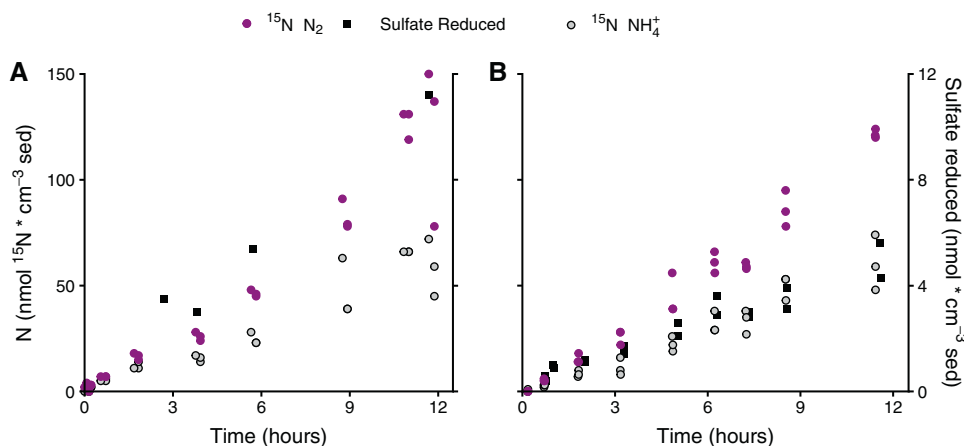 ¹⁵N N₂ Sulfate Reduced ¹⁵N NH₄⁺
A
B
N (nmol ¹⁵N * cm⁻³ sed)
150
100
50
0
0 3 6 9 12
Time (hours)
0 3 6 9 12
Time (hours)
12
8
4
0
Sulfate reduced (nmol * cm⁻³ sed)